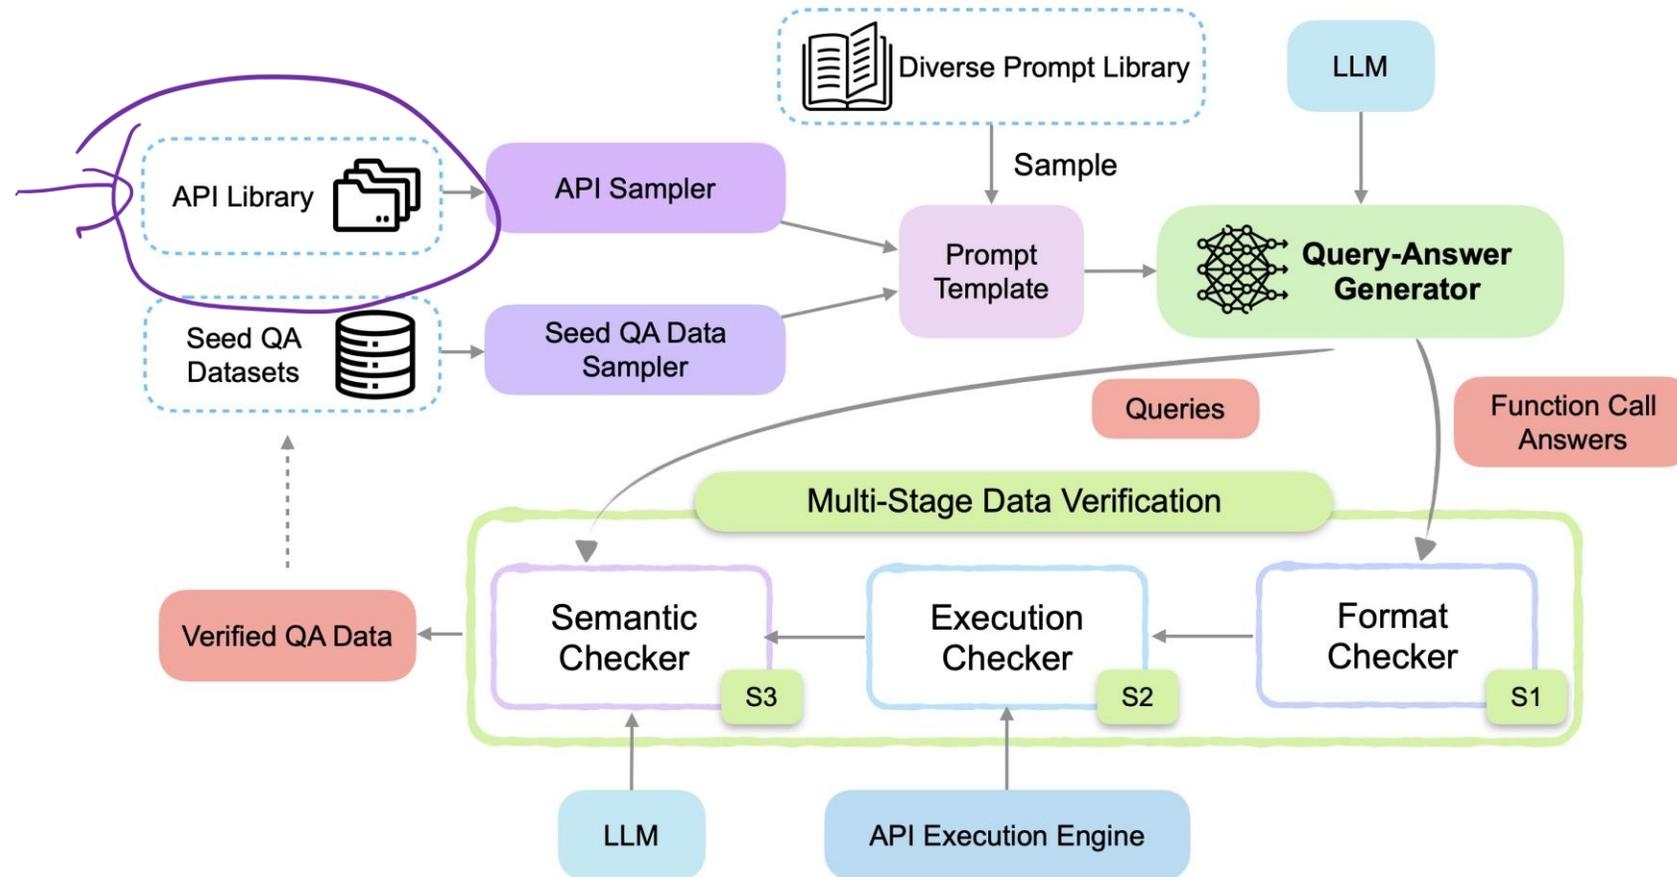 Diverse Prompt Library
LLM
API Library
API Sampler
Sample
Prompt
Template
Query-Answer
Generator
Seed QA
Datasets
Seed QA Data
Sampler
Queries
Function Call
Answers
Multi-Stage Data Verification
Verified QA Data
Semantic
Checker
S3
Execution
Checker
S2
Format
Checker
S1
LLM
API Execution Engine